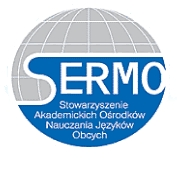 SERMO
Stowarzyszenie
Akademickich Ośrodków
Nauczania Języków
Obcych